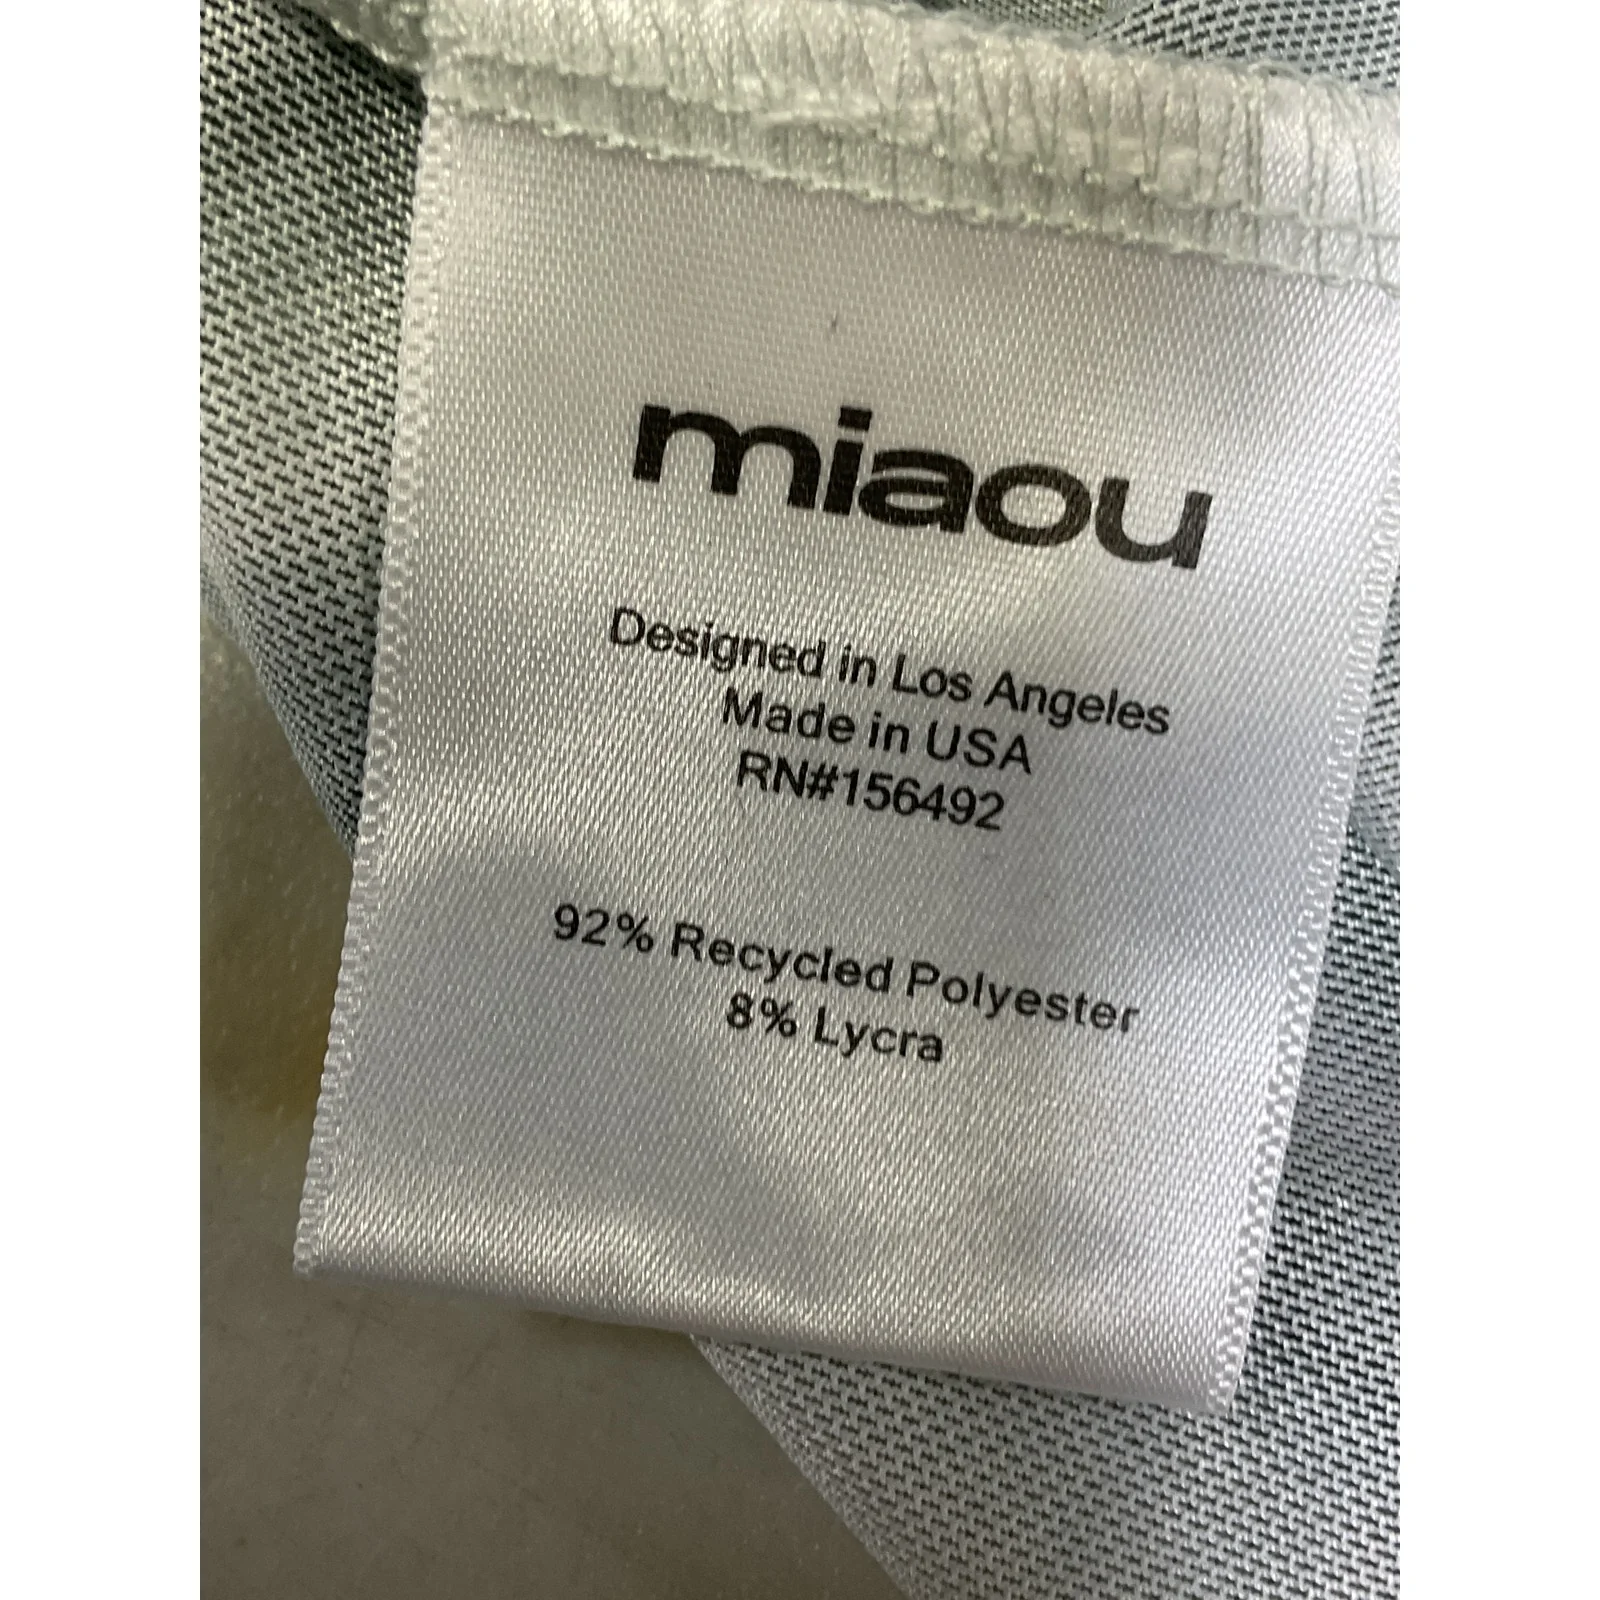 miaou
Designed in Los Angeles
Made in USA
RN#156492
92% Recycled Polyester
8% Lycra